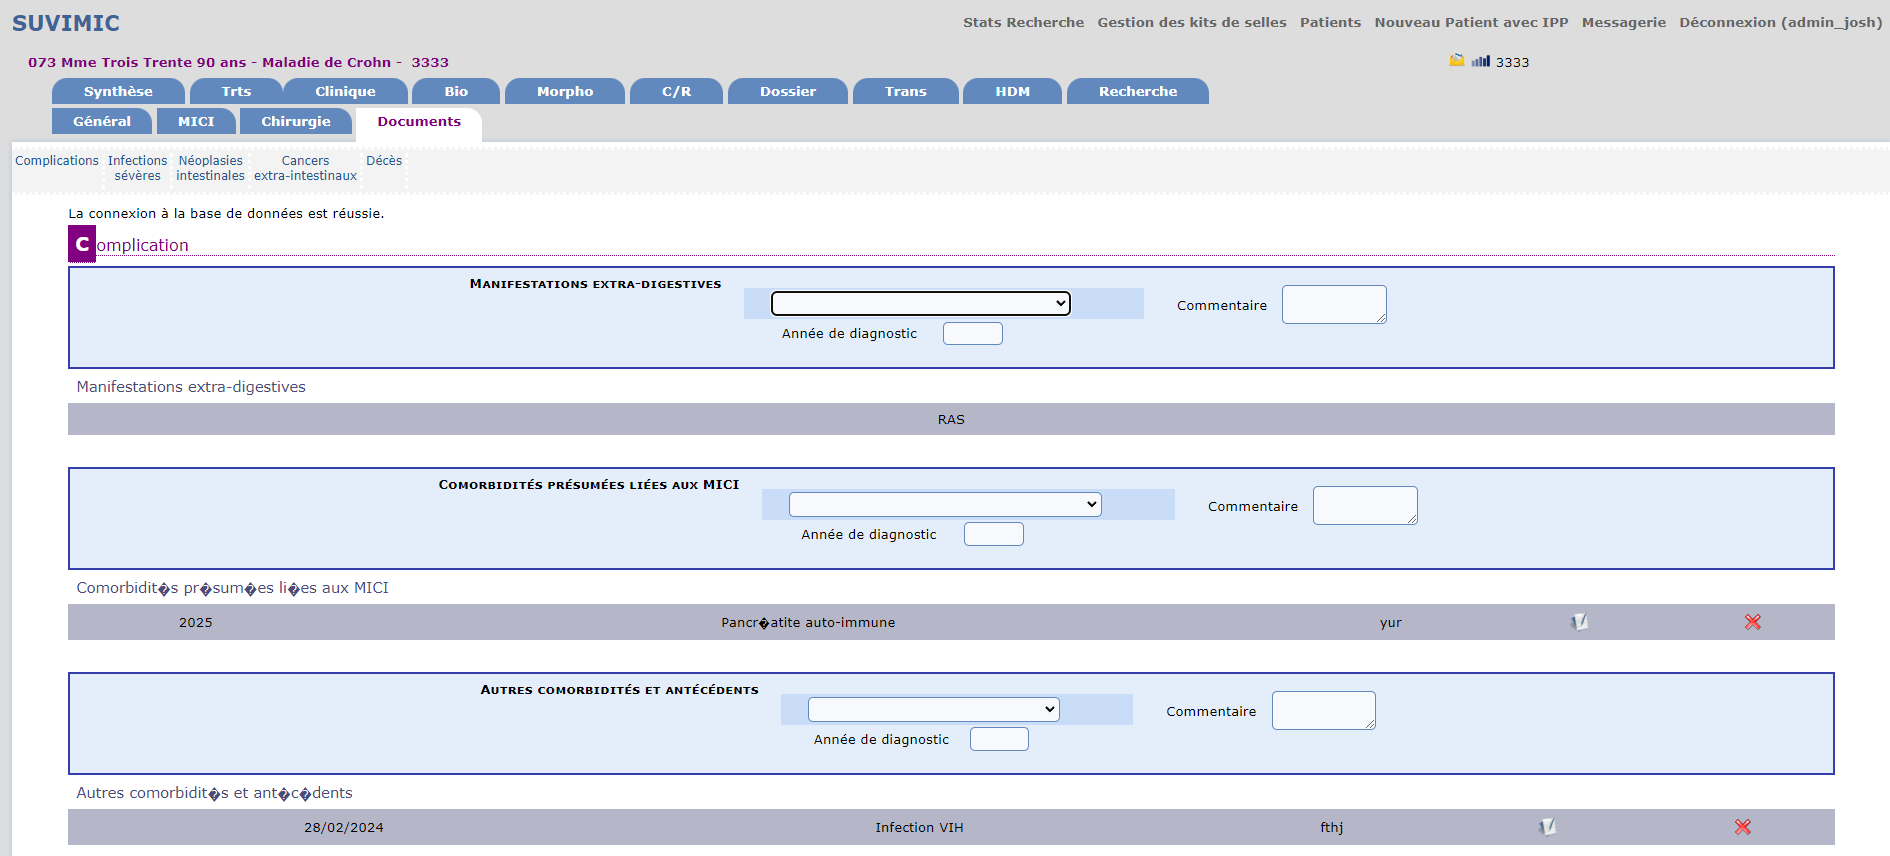 SUVIMIC
Stats Recherche Gestion des kits de selles Patients Nouveau Patient avec IPP Messagerie Déconnexion (admin_josh)
073 Mme Trois Trente 90 ans - Maladie de Crohn - 3333
3333
Synthèse Trts Clinique Bio Morpho C/R Dossier Trans HDM Recherche
Général MICI Chirurgie Documents
Complications Infections sévères Néoplasies intestinales Cancers extra-intestinaux Décès
La connexion à la base de données est réussie.
Complication
Manifestations extra-digestives
Commentaire
Année de diagnostic
Manifestations extra-digestives
RAS
Comorbidités présumées liées aux MICI
Commentaire
Année de diagnostic
Comorbidit�s pr�sum�es li�es aux MICI
2025 Pancr�atite auto-immune yur
Autres comorbidités et antécédents
Commentaire
Année de diagnostic
Autres comorbidit�s et ant�c�dents
28/02/2024 Infection VIH fthj